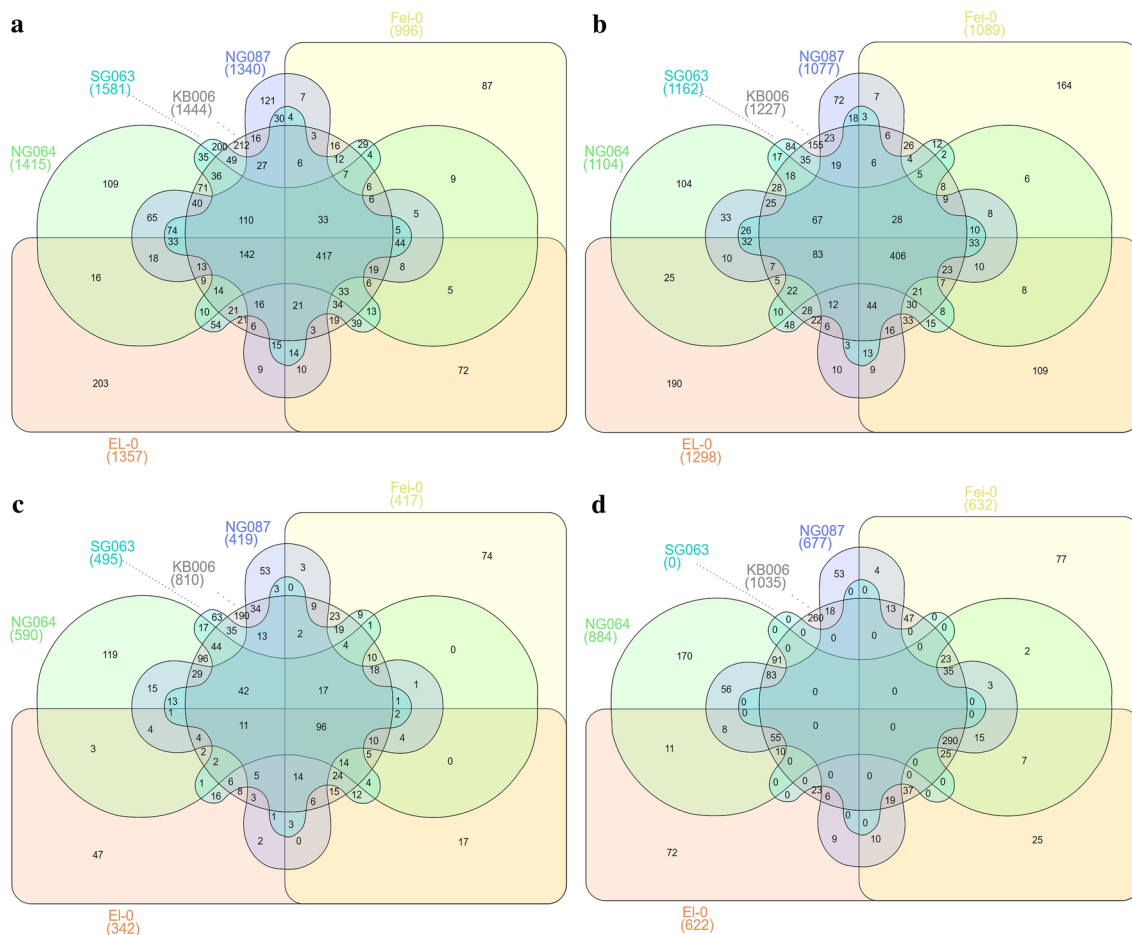 a
Fei-0
(996)
NG087
(1340)
SG063
(1581)
KB006
(1444)
NG064
(1415)
87
121 7
30 4
200 212 16 3 16 29
35 49 27 6 12 4
36 7
71 6
40 6
109 9
65 110 33 5
74 5
33 44
18 142 417 8
13 19
9 6
16 14 33 5
10 21 16 21 34 13
54 21 6 3 19 39
15 14
9 10
203 72
EL-0
(1357)
b
Fei-0
(1089)
NG087
(1077)
SG063
(1162)
KB006
(1227)
NG064
(1104)
164
72 7
18 3
84 155 23 6 26 12
17 35 19 6 4 2
18 5
28 8
25 9
104 6
33 67 28 8
26 10
32 33
10 83 406 10
7 23
5 7
25 22 21 8
10 28 12 44 30 8
48 22 6 16 33 15
3 13
10 9
190 109
EL-0
(1298)
c
Fei-0
(417)
NG087
(419)
SG063
(495)
KB006
(810)
NG064
(590)
74
53 3
3 0
63 190 34 9 23 9
17 35 13 2 19 1
44 4
96 10
29 18
119 0
15 42 17 1
13 1
1 2
4 11 96 4
4 10
2 5
3 2 14 0
1 6 5 14 24 4
16 8 3 6 15 12
1 3
2 0
47 17
El-0
(342)
d
Fei-0
(632)
NG087
(677)
SG063
(0)
KB006
(1035)
NG064
(884)
77
53 4
0 0
0 260 18 13 47 0
0 0 0 0 0 0
0 0
91 23
83 35
170 2
56 0 0 3
0 0
0 0
8 0 0 15
55 290
10 25
11 0 0 7
0 0 0 0 0 0
0 23 6 19 37 0
0 0
9 10
72 25
El-0
(622)